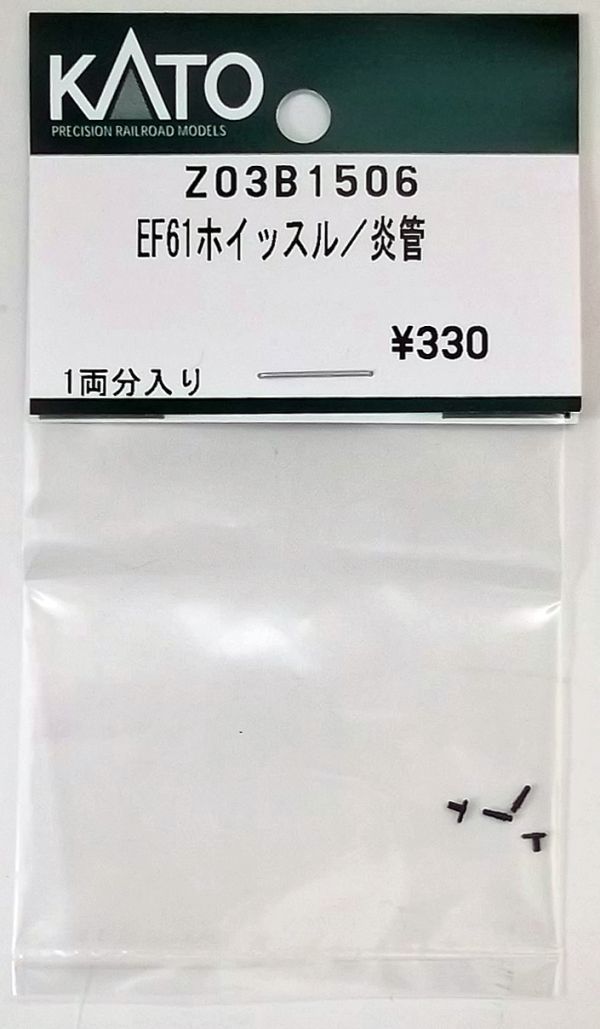 KATO
PRECISION RAILROAD MODELS
Z03B1506
EF61ホイッスル／炎管
¥330
1両分入り